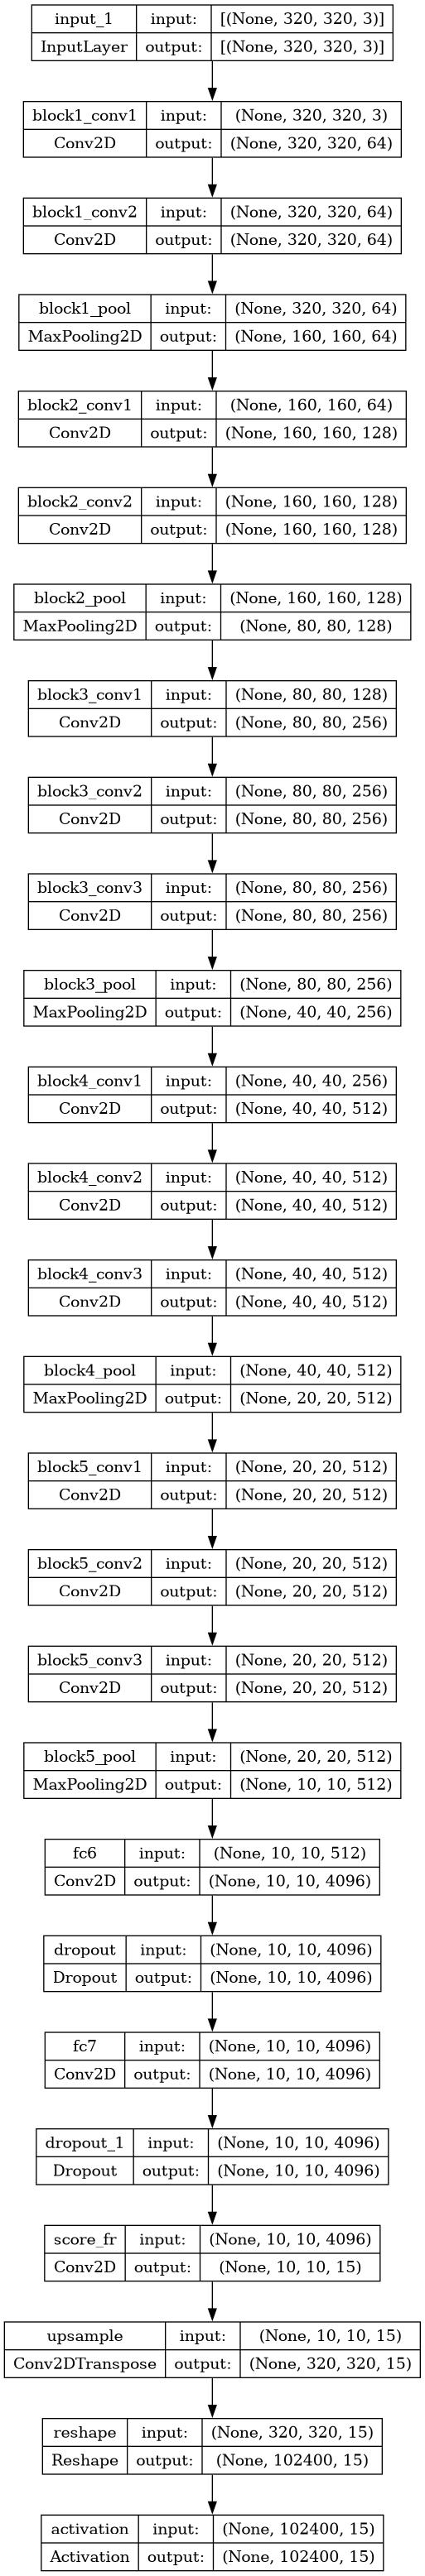 input_1 input: [(None, 320, 320, 3)]
InputLayer output: [(None, 320, 320, 3)]
block1_conv1 input: (None, 320, 320, 3)
Conv2D output: (None, 320, 320, 64)
block1_conv2 input: (None, 320, 320, 64)
Conv2D output: (None, 320, 320, 64)
block1_pool input: (None, 320, 320, 64)
MaxPooling2D output: (None, 160, 160, 64)
block2_conv1 input: (None, 160, 160, 64)
Conv2D output: (None, 160, 160, 128)
block2_conv2 input: (None, 160, 160, 128)
Conv2D output: (None, 160, 160, 128)
block2_pool input: (None, 160, 160, 128)
MaxPooling2D output: (None, 80, 80, 128)
block3_conv1 input: (None, 80, 80, 128)
Conv2D output: (None, 80, 80, 256)
block3_conv2 input: (None, 80, 80, 256)
Conv2D output: (None, 80, 80, 256)
block3_conv3 input: (None, 80, 80, 256)
Conv2D output: (None, 80, 80, 256)
block3_pool input: (None, 80, 80, 256)
MaxPooling2D output: (None, 40, 40, 256)
block4_conv1 input: (None, 40, 40, 256)
Conv2D output: (None, 40, 40, 512)
block4_conv2 input: (None, 40, 40, 512)
Conv2D output: (None, 40, 40, 512)
block4_conv3 input: (None, 40, 40, 512)
Conv2D output: (None, 40, 40, 512)
block4_pool input: (None, 40, 40, 512)
MaxPooling2D output: (None, 20, 20, 512)
block5_conv1 input: (None, 20, 20, 512)
Conv2D output: (None, 20, 20, 512)
block5_conv2 input: (None, 20, 20, 512)
Conv2D output: (None, 20, 20, 512)
block5_conv3 input: (None, 20, 20, 512)
Conv2D output: (None, 20, 20, 512)
block5_pool input: (None, 20, 20, 512)
MaxPooling2D output: (None, 10, 10, 512)
fc6 input: (None, 10, 10, 512)
Conv2D output: (None, 10, 10, 4096)
dropout input: (None, 10, 10, 4096)
Dropout output: (None, 10, 10, 4096)
fc7 input: (None, 10, 10, 4096)
Conv2D output: (None, 10, 10, 4096)
dropout_1 input: (None, 10, 10, 4096)
Dropout output: (None, 10, 10, 4096)
score_fr input: (None, 10, 10, 4096)
Conv2D output: (None, 10, 10, 15)
upsample input: (None, 10, 10, 15)
Conv2DTranspose output: (None, 320, 320, 15)
reshape input: (None, 320, 320, 15)
Reshape output: (None, 102400, 15)
activation input: (None, 102400, 15)
Activation output: (None, 102400, 15)